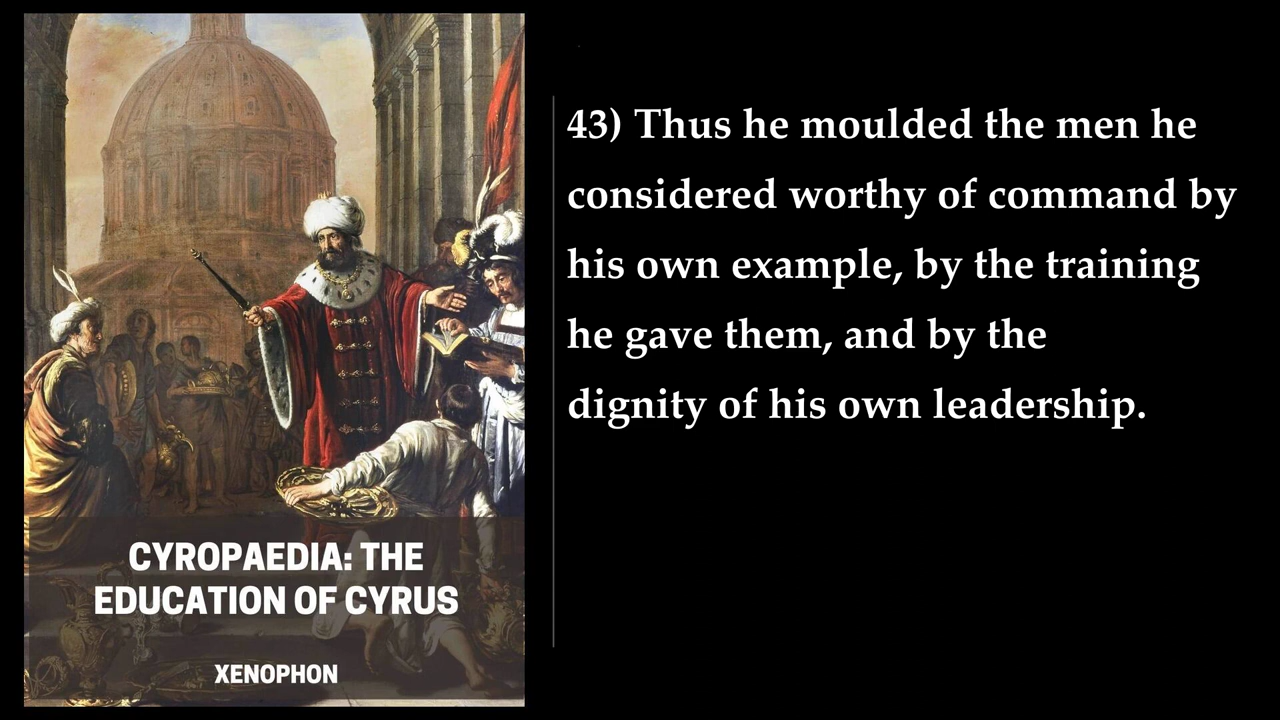 CYROPAEDIA: THE
EDUCATION OF CYRUS
XENOPHON
43) Thus he moulded the men he
considered worthy of command by
his own example, by the training
he gave them, and by the
dignity of his own leadership.